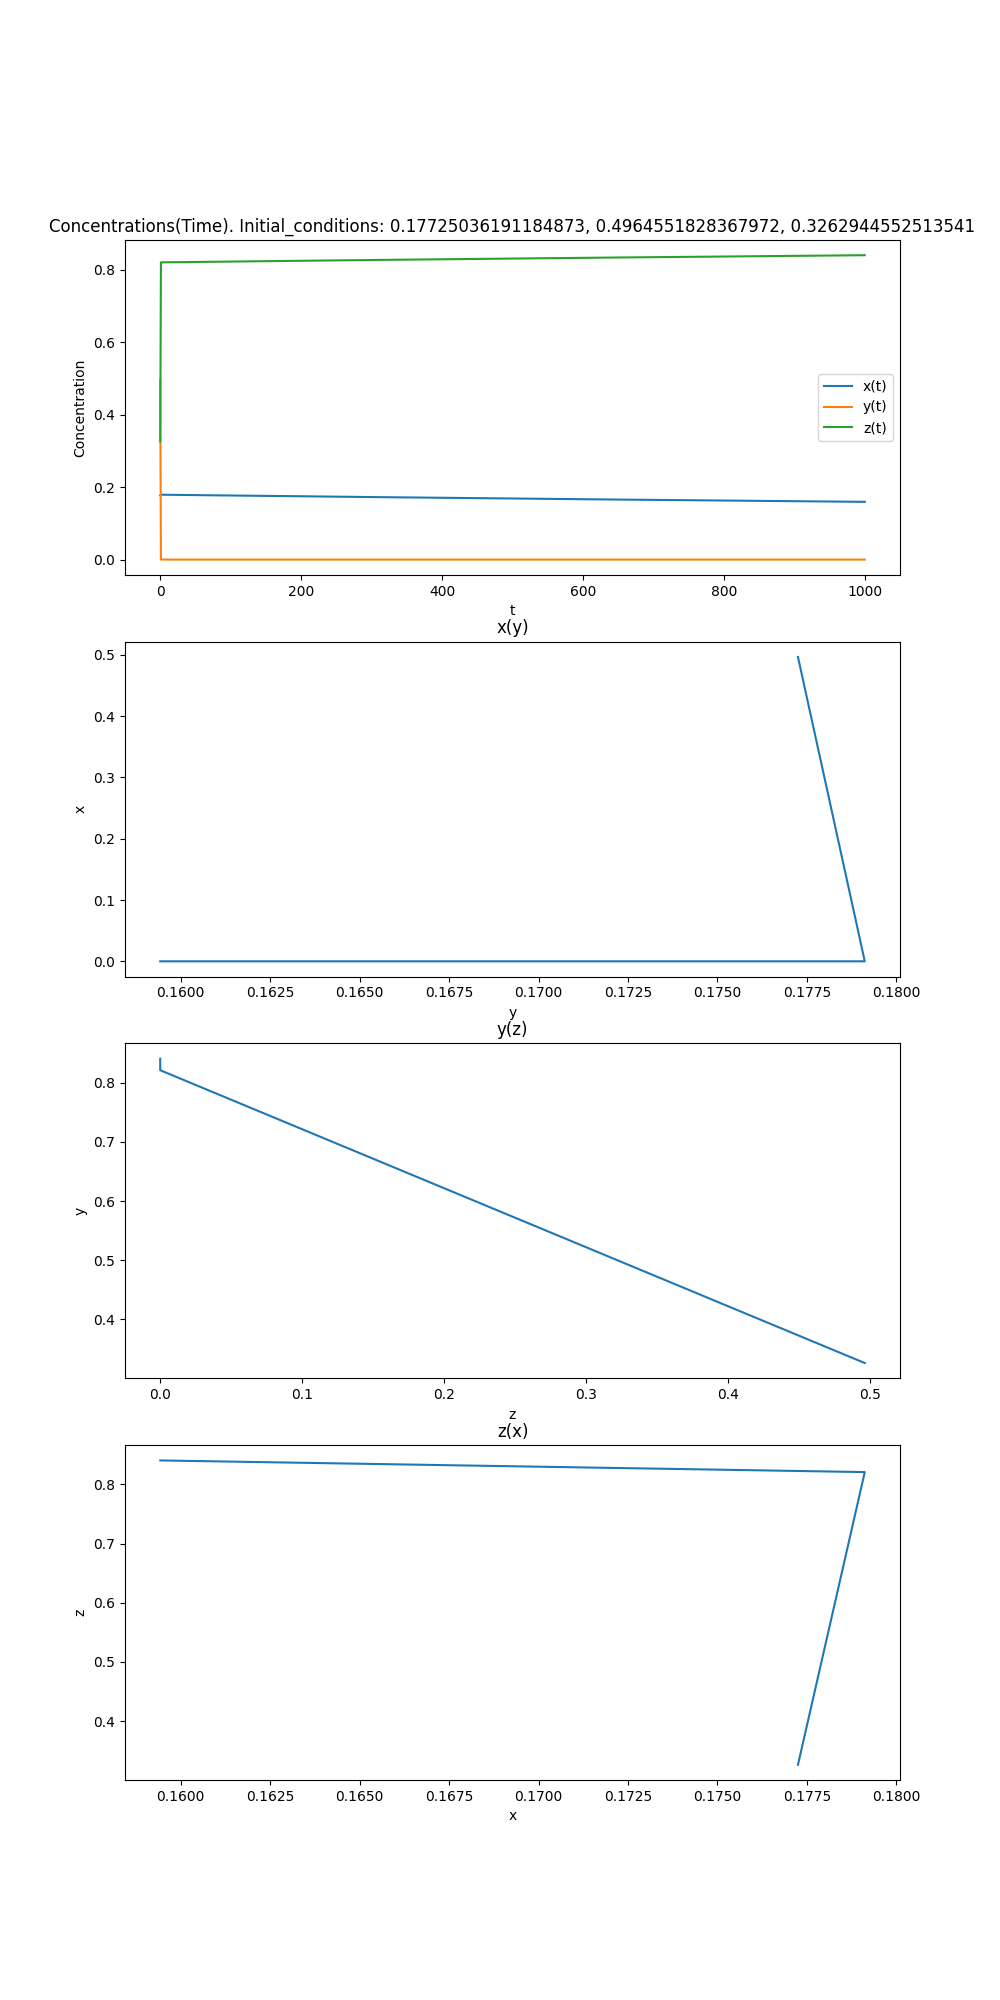 Concentrations(Time). Initial_conditions: 0.17725036191184873, 0.4964551828367972, 0.3262944552513541
0.8
0.6
0.4
0.2
0.0
Concentration
x(t)
y(t)
z(t)
0 200 400 600 800 1000
t
x(y)
0.5
0.4
0.3
0.2
0.1
0.0
x
0.1600 0.1625 0.1650 0.1675 0.1700 0.1725 0.1750 0.1775 0.1800
y
y(z)
0.8
0.7
0.6
0.5
0.4
y
0.0 0.1 0.2 0.3 0.4 0.5
z
z(x)
0.8
0.7
0.6
0.5
0.4
z
0.1600 0.1625 0.1650 0.1675 0.1700 0.1725 0.1750 0.1775 0.1800
x